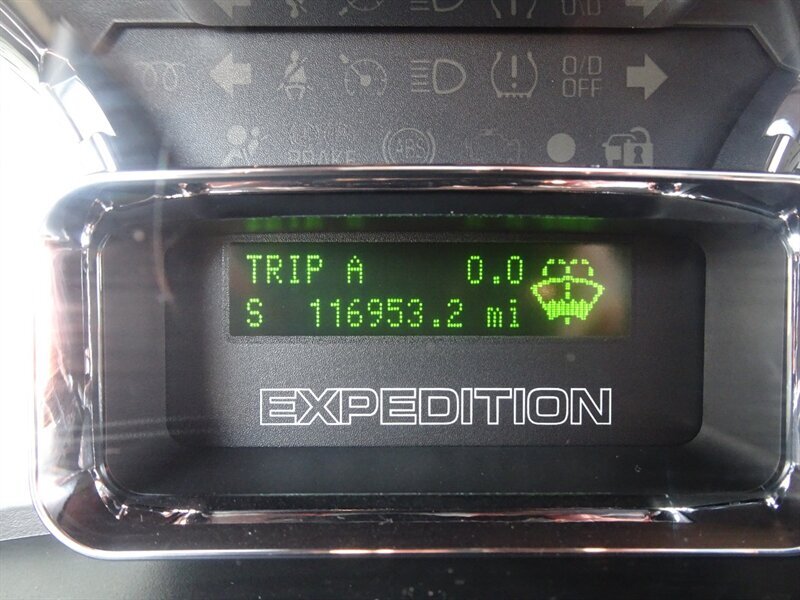 O/D
O/D
OFF
BRAKE
ABS
TRIP A 0.0
S 116953.2 mi
EXPEDITION